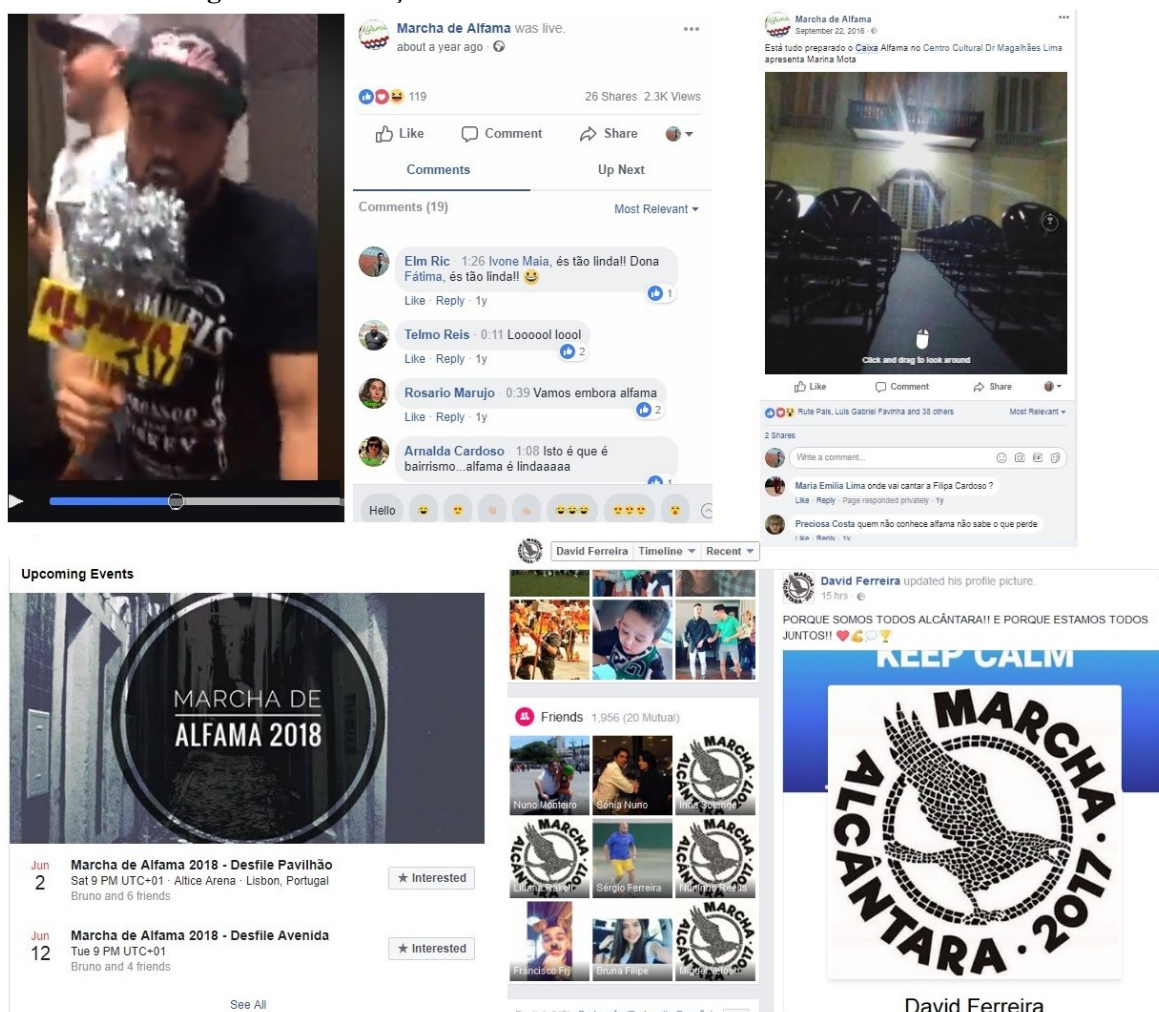 ALFAMA
Marcha de Alfama was live.
about a year ago
119
26 Shares 2.3K Views
Like Comment Share
Comments Up Next
Comments (19)
Most Relevant
Elm Ric · 1:26 Ivone Maia, és tão linda!! Dona
Fátima, és tão linda!!
1
Like · Reply · 1y
Telmo Reis · 0:11 Loooool loool
2
Like · Reply · 1y
Rosario Marujo · 0:39 Vamos embora alfama
2
Like · Reply · 1y
Arnalda Cardoso · 1:08 Isto é que é
bairrismo...alfama é lindaaaaa
1
Hello
Marcha de Alfama
September 22, 2016
Está tudo preparado o Caixa Alfama no Centro Cultural Dr Magalhães Lima
apresenta Marina Mota
Click and drag to look around
Like Comment Share
Rute Pais, Luis Gabriel Favinha and 38 others
Most Relevant
2 Shares
Write a comment...
Maria Emilia Lima onde vai cantar a Filipa Cardoso ?
Like · Reply · Page responded privately · 1y
Preciosa Costa quem não conhece alfama não sabe o que perde
Like · Reply · 1y
Upcoming Events
MARCHA DE
ALFAMA 2018
Jun
2
Marcha de Alfama 2018 - Desfile Pavilhão
Sat 9 PM UTC+01 · Altice Arena · Lisbon, Portugal
Bruno and 6 friends
Interested
Jun
12
Marcha de Alfama 2018 - Desfile Avenida
Tue 9 PM UTC+01
Bruno and 4 friends
Interested
See All
David Ferreira Timeline Recent
Friends · 1,956 (20 Mutual)
Nuno Monteiro
Sónia Nuno
MARCHA
Sérgio Ferreira
Francisco Frj
Bruna Filipe
David Ferreira updated his profile picture.
15 hrs
PORQUE SOMOS TODOS ALCÂNTARA!! E PORQUE ESTAMOS TODOS
JUNTOS!!
KEEP CALM
MARCHA · ALCÂNTARA · 2017 ·
David Ferreira